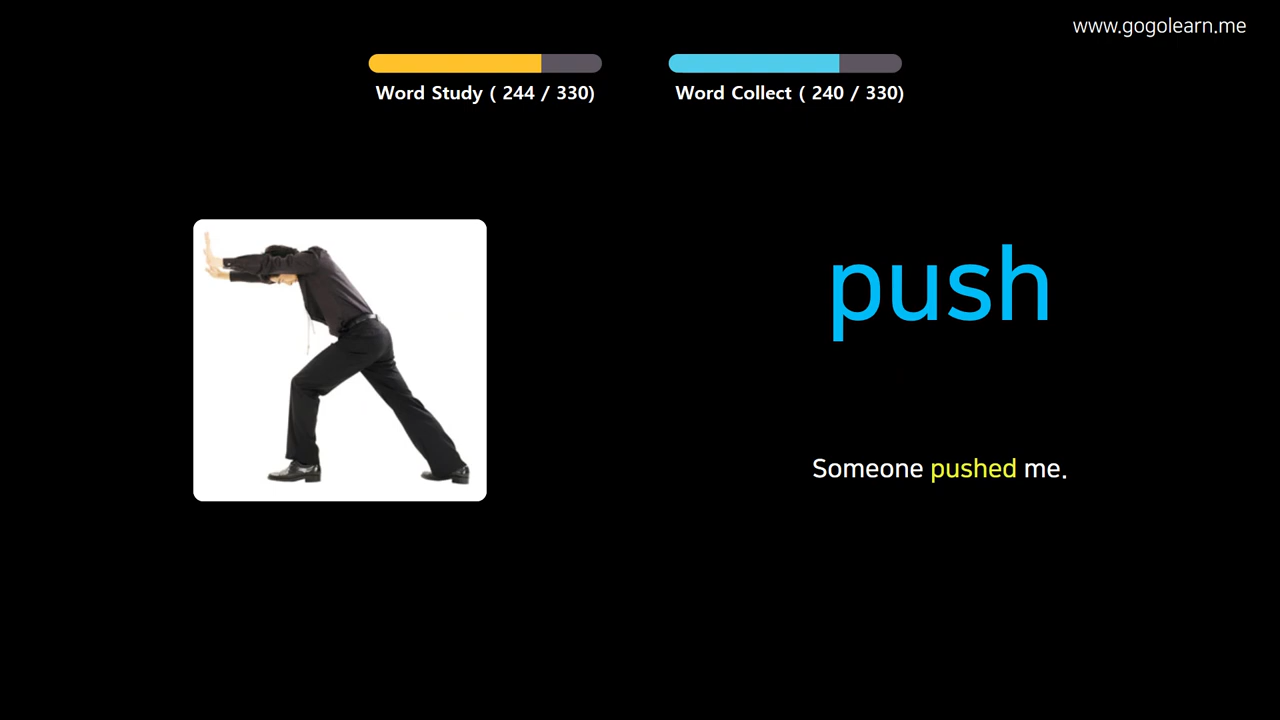 www.gogolearn.me
Word Study ( 244 / 330)
Word Collect ( 240 / 330)
push
Someone pushed me.